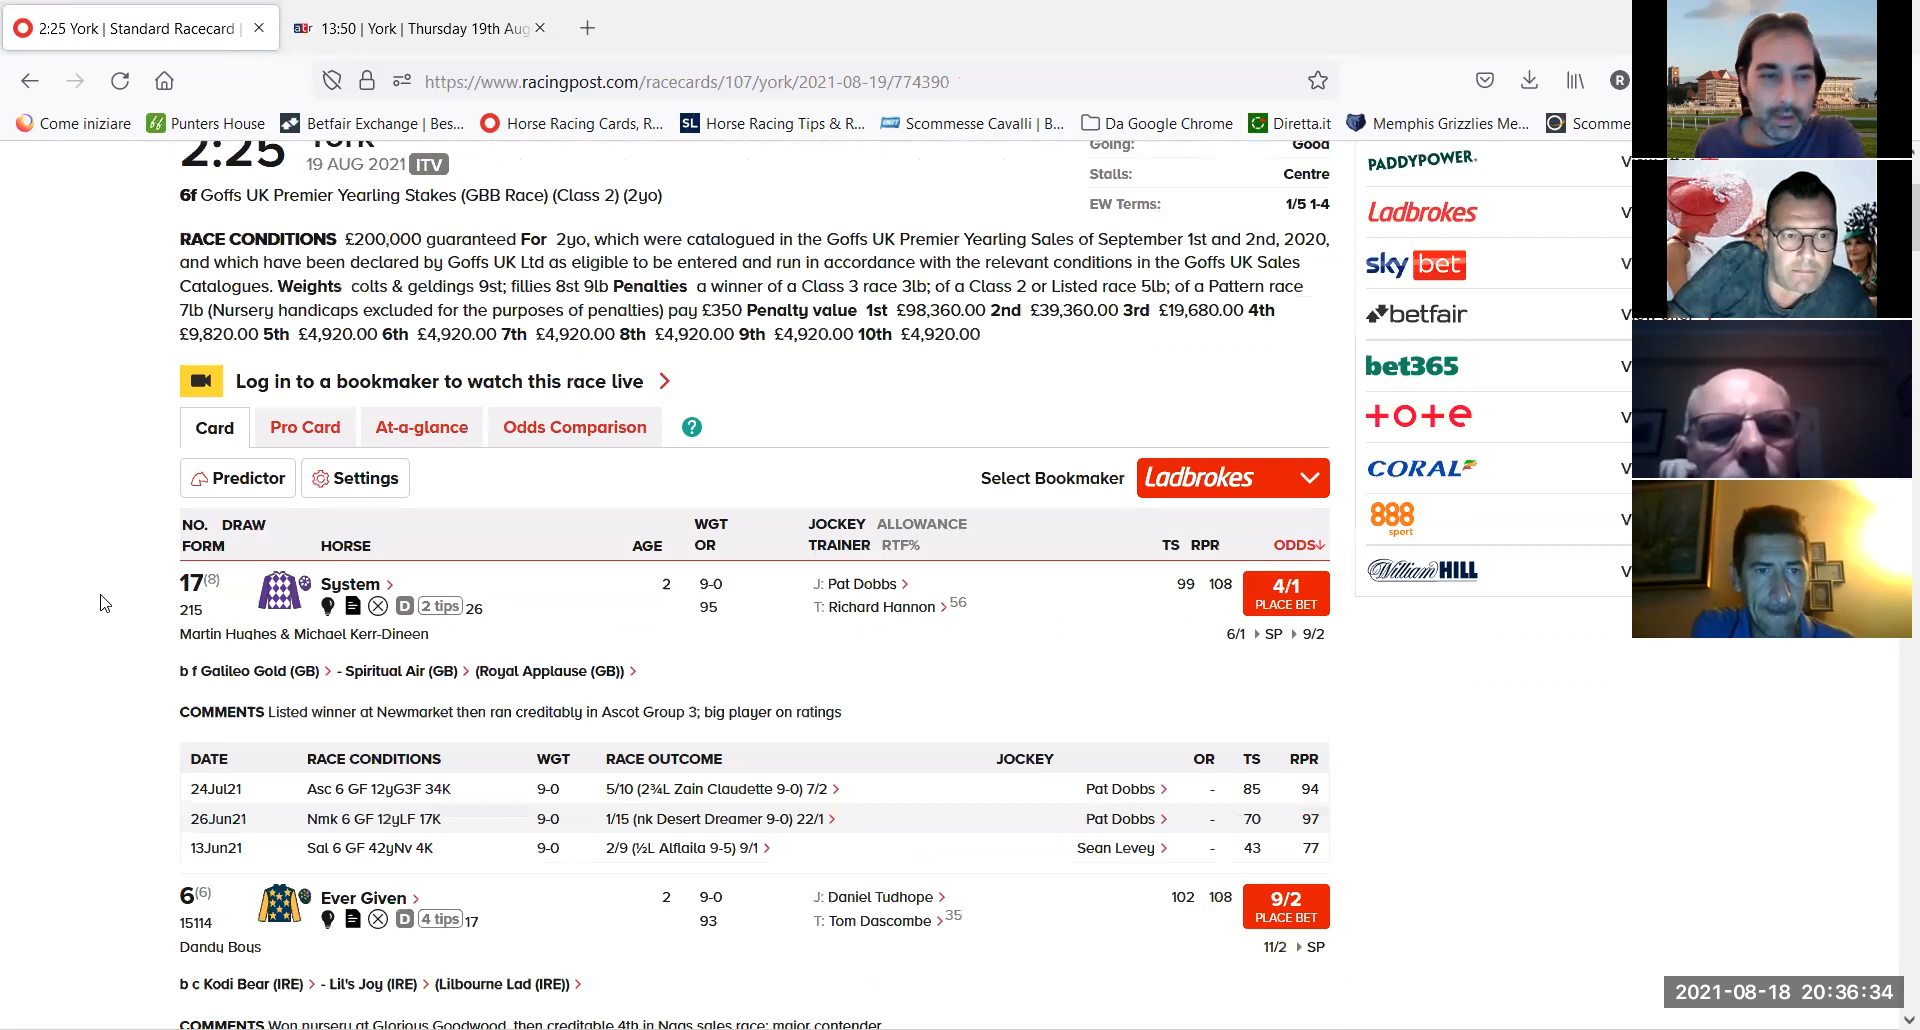 2:25 York | Standard Racecard |
atr 13:50 | York | Thursday 19th Aug
https://www.racingpost.com/racecards/107/york/2021-08-19/774390
R
Come iniziare
Punters House
Betfair Exchange | Bes...
Horse Racing Cards, R...
SL Horse Racing Tips & R...
Scommesse Cavalli | B...
Da Google Chrome
Diretta.it
Memphis Grizzlies Me...
Scomme
2:25 York
19 AUG 2021 ITV
Going: Good
Stalls: Centre
EW Terms: 1/5 1-4
6f Goffs UK Premier Yearling Stakes (GBB Race) (Class 2) (2yo)
RACE CONDITIONS £200,000 guaranteed For 2yo, which were catalogued in the Goffs UK Premier Yearling Sales of September 1st and 2nd, 2020,
and which have been declared by Goffs UK Ltd as eligible to be entered and run in accordance with the relevant conditions in the Goffs UK Sales
Catalogues. Weights colts & geldings 9st; fillies 8st 9lb Penalties a winner of a Class 3 race 3lb; of a Class 2 or Listed race 5lb; of a Pattern race
7lb (Nursery handicaps excluded for the purposes of penalties) pay £350 Penalty value 1st £98,360.00 2nd £39,360.00 3rd £19,680.00 4th
£9,820.00 5th £4,920.00 6th £4,920.00 7th £4,920.00 8th £4,920.00 9th £4,920.00 10th £4,920.00
Log in to a bookmaker to watch this race live
Card Pro Card At-a-glance Odds Comparison ?
Predictor Settings Select Bookmaker Ladbrokes
NO. DRAW WGT JOCKEY ALLOWANCE
FORM HORSE AGE OR TRAINER RTF% TS RPR ODDS↓
17(8) System 2 9-0 J: Pat Dobbs 99 108 4/1
215 D 2 tips 26 95 T: Richard Hannon 56 PLACE BET
Martin Hughes & Michael Kerr-Dineen 6/1 SP 9/2
b f Galileo Gold (GB) - Spiritual Air (GB) (Royal Applause (GB))
COMMENTS Listed winner at Newmarket then ran creditably in Ascot Group 3; big player on ratings
DATE RACE CONDITIONS WGT RACE OUTCOME JOCKEY OR TS RPR
24Jul21 Asc 6 GF 12yG3F 34K 9-0 5/10 (2¾L Zain Claudette 9-0) 7/2 Pat Dobbs - 85 94
26Jun21 Nmk 6 GF 12yLF 17K 9-0 1/15 (nk Desert Dreamer 9-0) 22/1 Pat Dobbs - 70 97
13Jun21 Sal 6 GF 42yNv 4K 9-0 2/9 (½L Alflaila 9-5) 9/1 Sean Levey - 43 77
6(6) Ever Given 2 9-0 J: Daniel Tudhope 102 108 9/2
15114 D 4 tips 17 93 T: Tom Dascombe 35 PLACE BET
Dandy Boys 11/2 SP
b c Kodi Bear (IRE) - Lil's Joy (IRE) (Lilbourne Lad (IRE))
COMMENTS Won nursery at Glorious Goodwood, then creditable 4th in Naas sales race; major contender
PADDYPOWER.
Ladbrokes
sky bet
betfair
bet365
tote
CORAL
888
sport
William HILL
2021-08-18 20:36:34